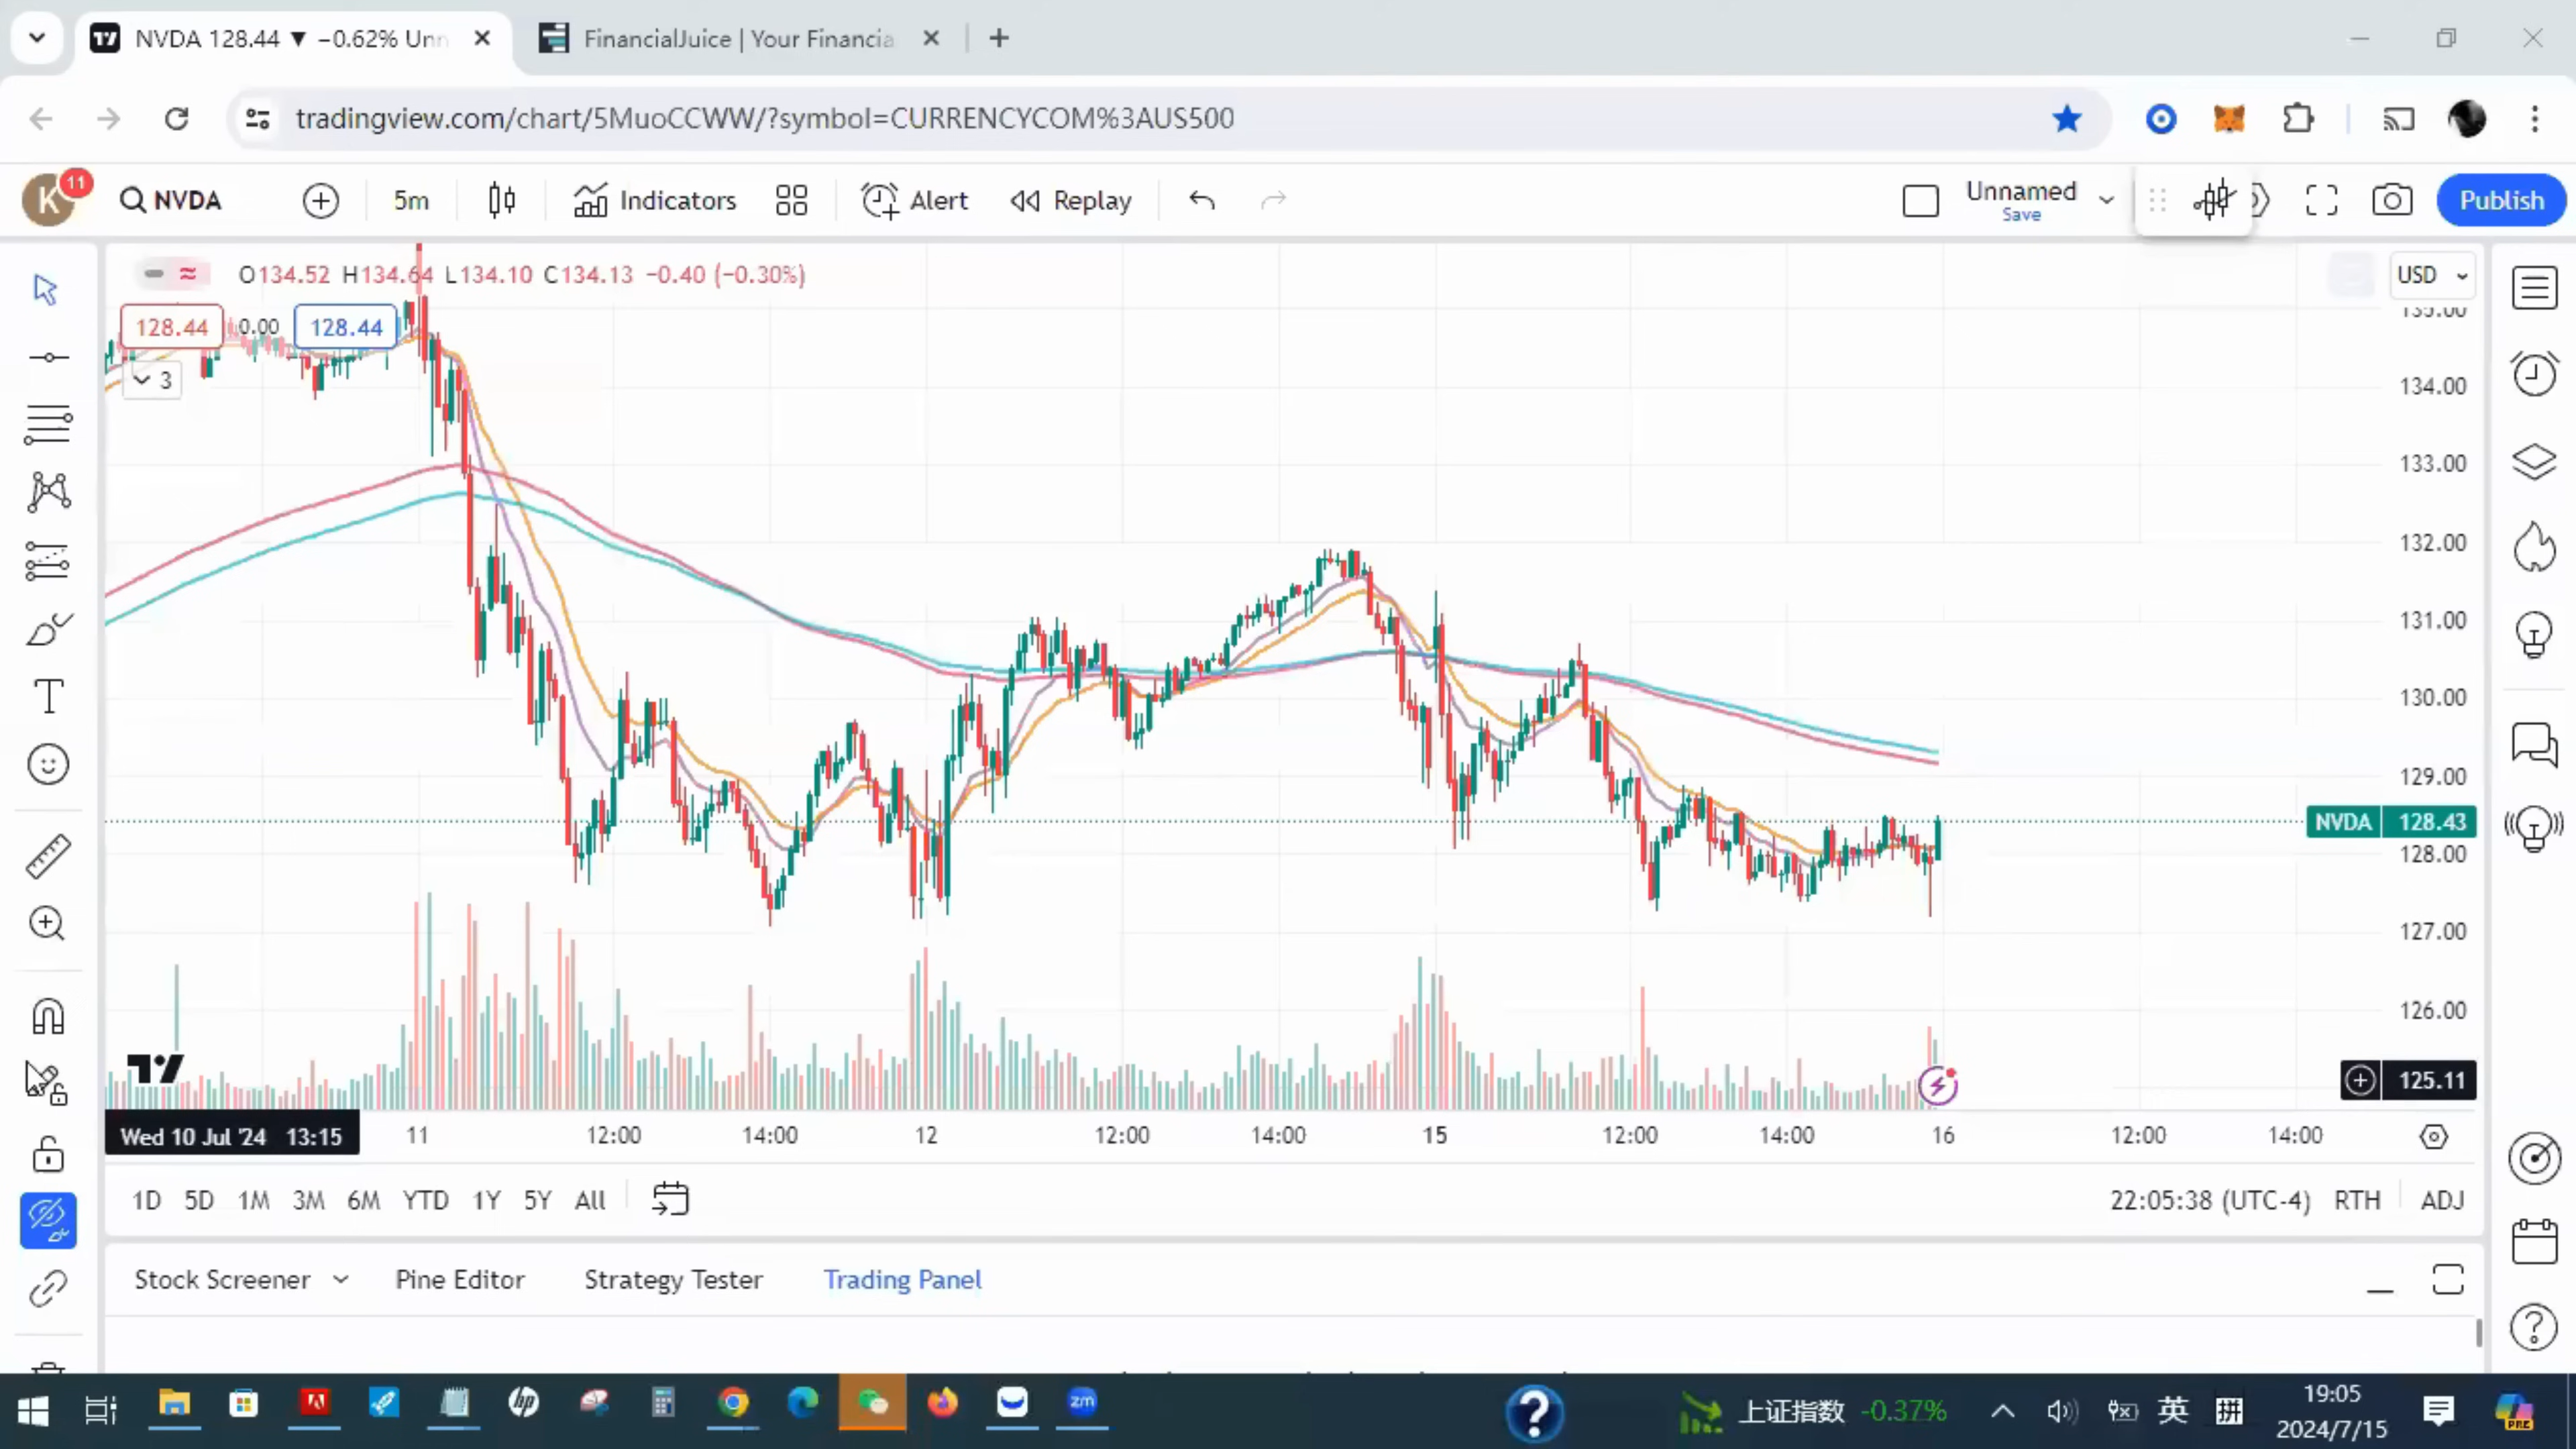 NVDA 128.44 ▼ −0.62% Unn
FinancialJuice | Your Financia
tradingview.com/chart/5MuoCCWW/?symbol=CURRENCYCOM%3AUS500
K 11 NVDA 5m Indicators Alert Replay Unnamed Save Publish
O134.52 H134.64 L134.10 C134.13 −0.40 (−0.30%)
USD
128.44 0.00 128.44
3
135.00
134.00
133.00
132.00
131.00
130.00
129.00
NVDA 128.43
128.00
127.00
126.00
125.11
Wed 10 Jul '24 13:15 11 12:00 14:00 12 12:00 14:00 15 12:00 14:00 16 12:00 14:00
1D 5D 1M 3M 6M YTD 1Y 5Y All 22:05:38 (UTC-4) RTH ADJ
Stock Screener Pine Editor Strategy Tester Trading Panel
hp zm ? 上证指数 -0.37% 英 拼 19:05
2024/7/15
PRE